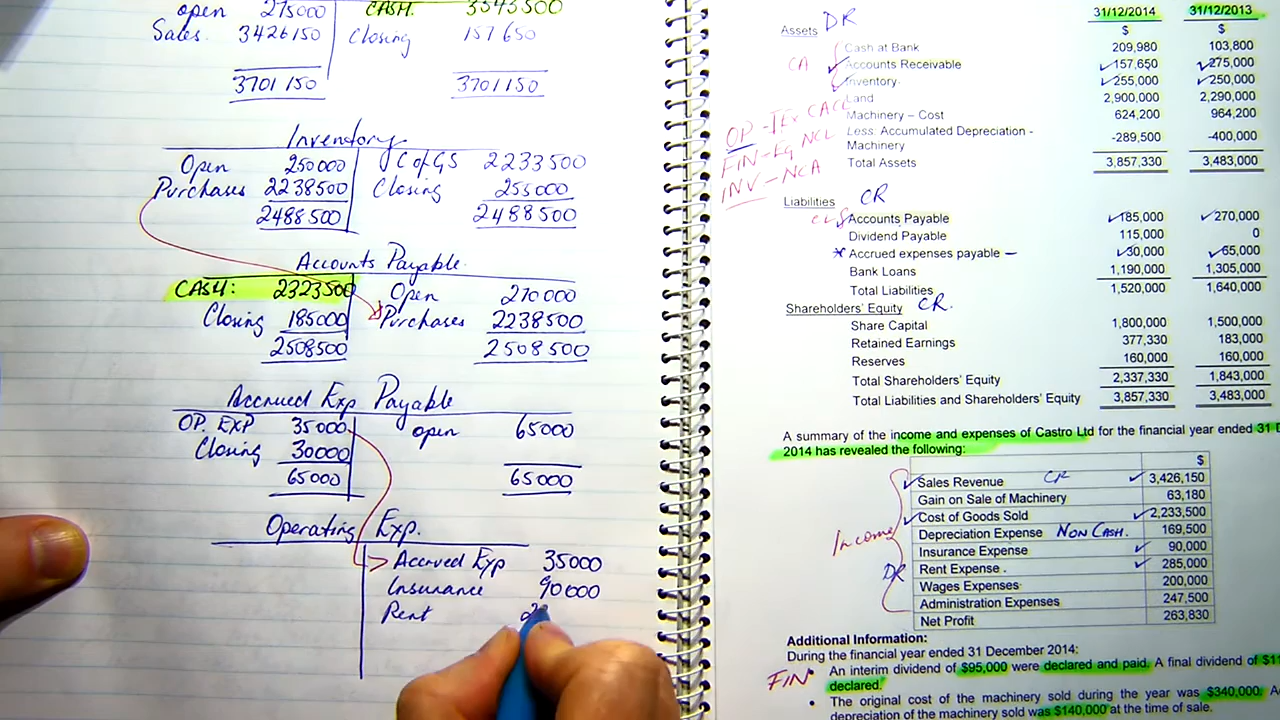 open 275000 CASH. 3543500
Sales. 3426150 Closing 157650
3701150 3701150
Inventory
Open 250000 C of GS 2233500
Purchases 2238500 Closing 255000
2488500 2488500
Accounts Payable
CASH: 2323500 Open 270000
Closing 185000 Purchases 2238500
2508500 2508500
Accrued Exp Payable
OP. EXP 35000 open 65000
Closing 30000
65000 65000
Operating Exp.
Accrued Exp 35000
Insurance 90000
Rent
31/12/2014 31/12/2013
Assets DR $ $
Cash at Bank 209,980 103,800
CA Accounts Receivable 157,650 275,000
Inventory 255,000 250,000
Land 2,900,000 2,290,000
Machinery – Cost 624,200 964,200
Less: Accumulated Depreciation - Machinery -289,500 -400,000
Total Assets 3,857,330 3,483,000
OP - IEx CACL
FIN - Eq NCL
INV - NCA
Liabilities CR
Accounts Payable 185,000 270,000
Dividend Payable 115,000 0
Accrued expenses payable 30,000 65,000
Bank Loans 1,190,000 1,305,000
Total Liabilities 1,520,000 1,640,000
Shareholders' Equity CR.
Share Capital 1,800,000 1,500,000
Retained Earnings 377,330 183,000
Reserves 160,000 160,000
Total Shareholders' Equity 2,337,330 1,843,000
Total Liabilities and Shareholders' Equity 3,857,330 3,483,000
A summary of the income and expenses of Castro Ltd for the financial year ended 31 D
2014 has revealed the following:
$
Sales Revenue CR 3,426,150
Gain on Sale of Machinery 63,180
Cost of Goods Sold 2,233,500
Income Depreciation Expense NON CASH. 169,500
Insurance Expense 90,000
DR Rent Expense. 285,000
Wages Expenses 200,000
Administration Expenses 247,500
Net Profit 263,830
Additional Information:
During the financial year ended 31 December 2014:
FIN • An interim dividend of $95,000 were declared and paid. A final dividend of $11
declared.
• The original cost of the machinery sold during the year was $340,000.
depreciation of the machinery sold was $140,000 at the time of sale.